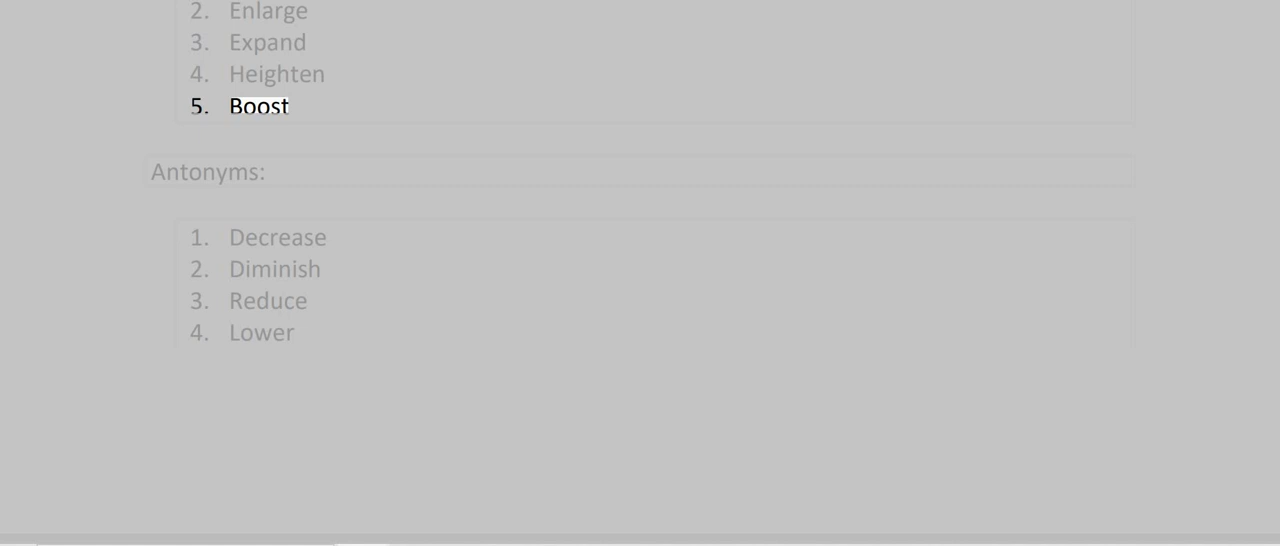 2. Enlarge
3. Expand
4. Heighten
5. Boost
Antonyms:
1. Decrease
2. Diminish
3. Reduce
4. Lower